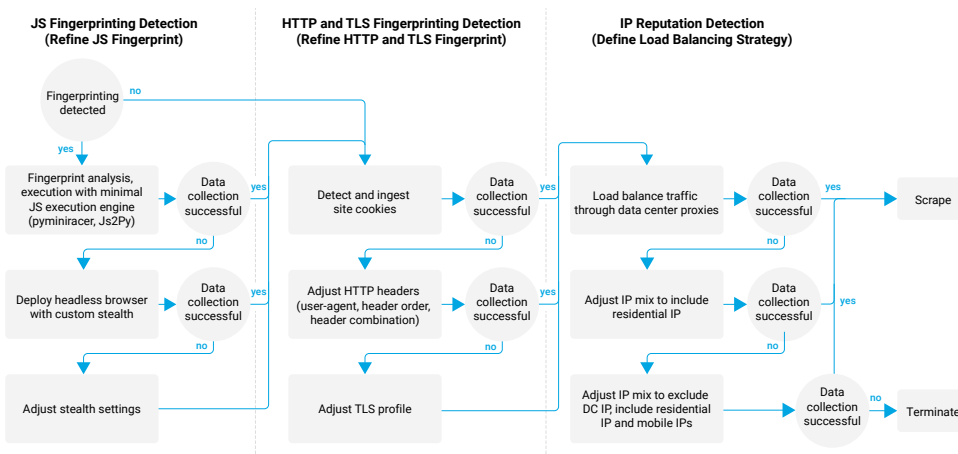 JS Fingerprinting Detection
(Refine JS Fingerprint)
HTTP and TLS Fingerprinting Detection
(Refine HTTP and TLS Fingerprint)
IP Reputation Detection
(Define Load Balancing Strategy)
Fingerprinting
detected
no
yes
Fingerprint analysis,
execution with minimal
JS execution engine
(pyminiracer, Js2Py)
Data
collection
successful
yes
no
Deploy headless browser
with custom stealth
Data
collection
successful
yes
no
Adjust stealth settings
Detect and ingest
site cookies
Data
collection
successful
yes
no
Adjust HTTP headers
(user-agent, header order,
header combination)
Data
collection
successful
yes
no
Adjust TLS profile
Load balance traffic
through data center proxies
Data
collection
successful
yes
no
Scrape
Adjust IP mix to include
residential IP
Data
collection
successful
yes
no
Adjust IP mix to exclude
DC IP, include residential
IP and mobile IPs
Data
collection
successful
no
Terminate